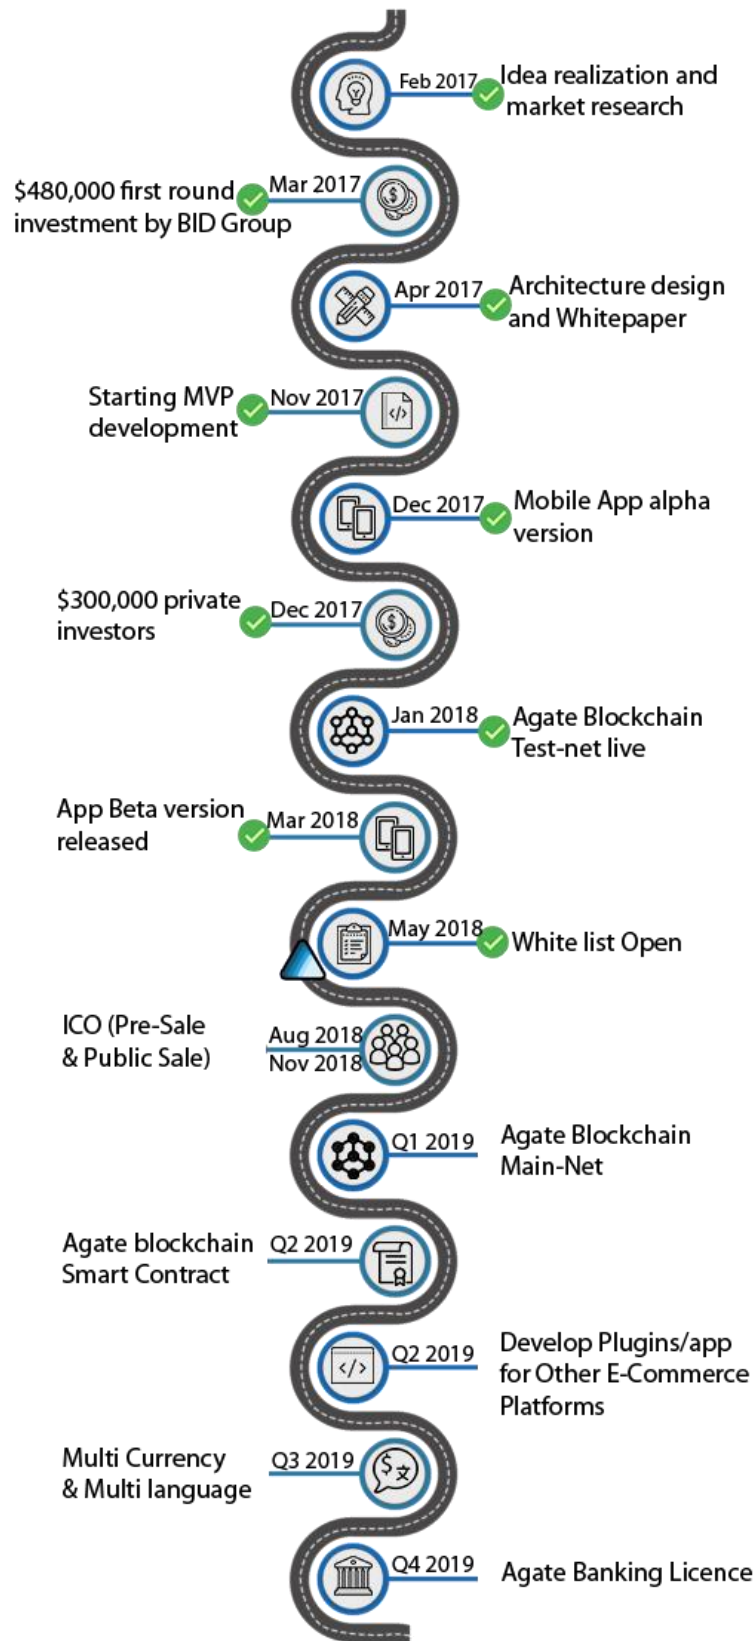 Feb 2017
Idea realization and
market research
$480,000 first round
investment by BID Group
Mar 2017
$
Apr 2017
Architecture design
and Whitepaper
Starting MVP
development
Nov 2017
</>
Dec 2017
Mobile App alpha
version
$300,000 private
investors
Dec 2017
$
Jan 2018
Agate Blockchain
Test-net live
App Beta version
released
Mar 2018
May 2018
White list Open
ICO (Pre-Sale
& Public Sale)
Aug 2018
Nov 2018
Q1 2019
Agate Blockchain
Main-Net
Agate blockchain
Smart Contract
Q2 2019
</>
Q2 2019
Develop Plugins/app
for Other E-Commerce
Platforms
Multi Currency
& Multi language
Q3 2019
$文
Q4 2019
Agate Banking Licence